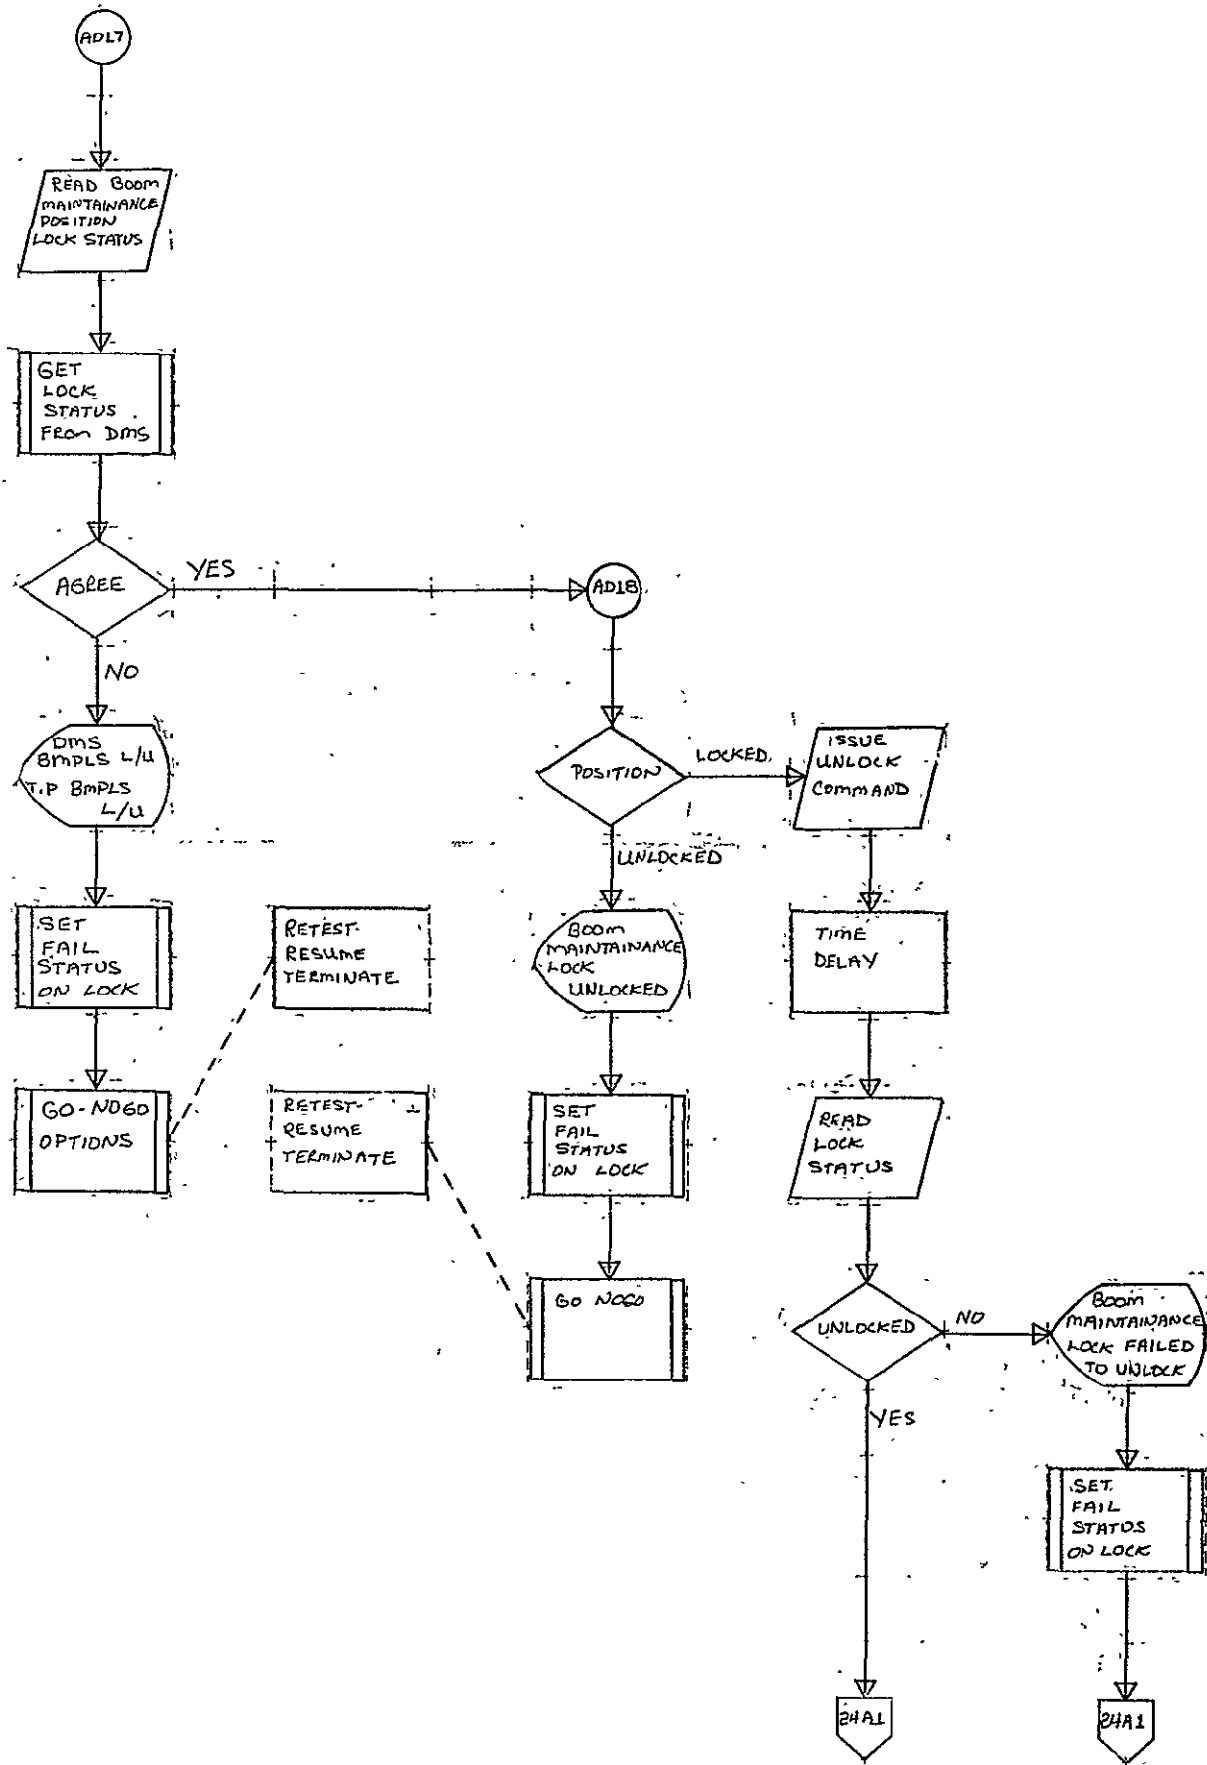 AD17
READ BOOM
MAINTAINANCE
POSITION
LOCK STATUS
GET
LOCK
STATUS
FROM DMS
AGREE
YES
NO
DMS
BMPLS L/U
T.P BMPLS
L/U
SET
FAIL
STATUS
ON LOCK
GO-NOGO
OPTIONS
RETEST-
RESUME
TERMINATE
RETEST-
RESUME
TERMINATE
AD18
POSITION
LOCKED
UNLOCKED
BOOM
MAINTAINANCE
LOCK
UNLOCKED
SET
FAIL
STATUS
ON LOCK
GO NOGO
ISSUE
UNLOCK
COMMAND
TIME
DELAY
READ
LOCK
STATUS
UNLOCKED
NO
YES
24A1
BOOM
MAINTAINANCE
LOCK FAILED
TO UNLOCK
SET
FAIL
STATUS
ON LOCK
24A1